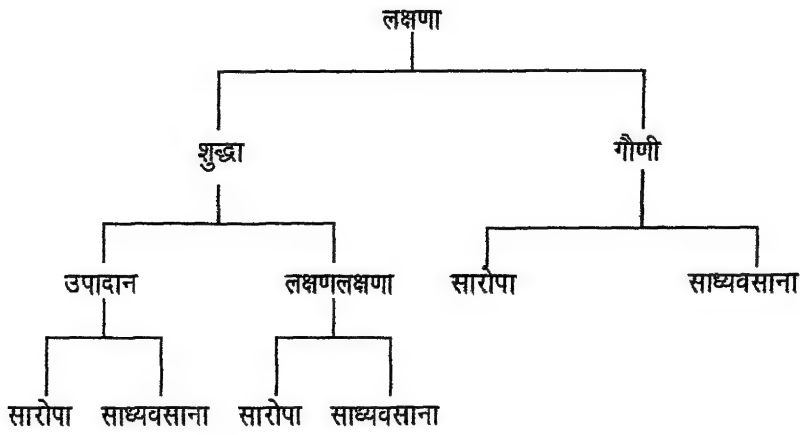 लक्षणा
शुद्धा गौणी
उपादान लक्षणलक्षणा सारोपा साध्यवसाना
सारोपा साध्यवसाना सारोपा साध्यवसाना